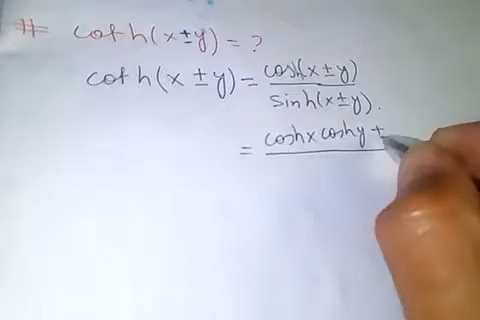 # coth(x±y)=?
coth(x±y)=cosh(x±y)
sinh(x±y).
=coshx coshy ±